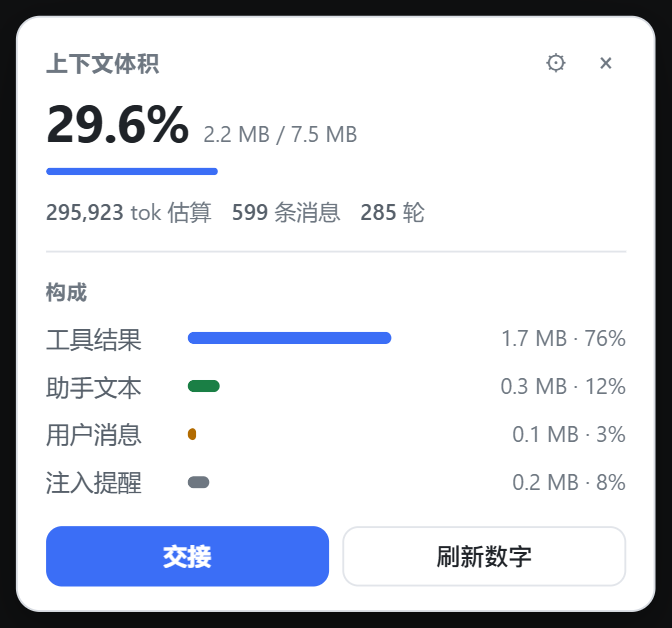 上下文体积
29.6% 2.2 MB / 7.5 MB
295,923 tok 估算 599 条消息 285 轮
构成
工具结果 1.7 MB · 76%
助手文本 0.3 MB · 12%
用户消息 0.1 MB · 3%
注入提醒 0.2 MB · 8%
交接 刷新数字